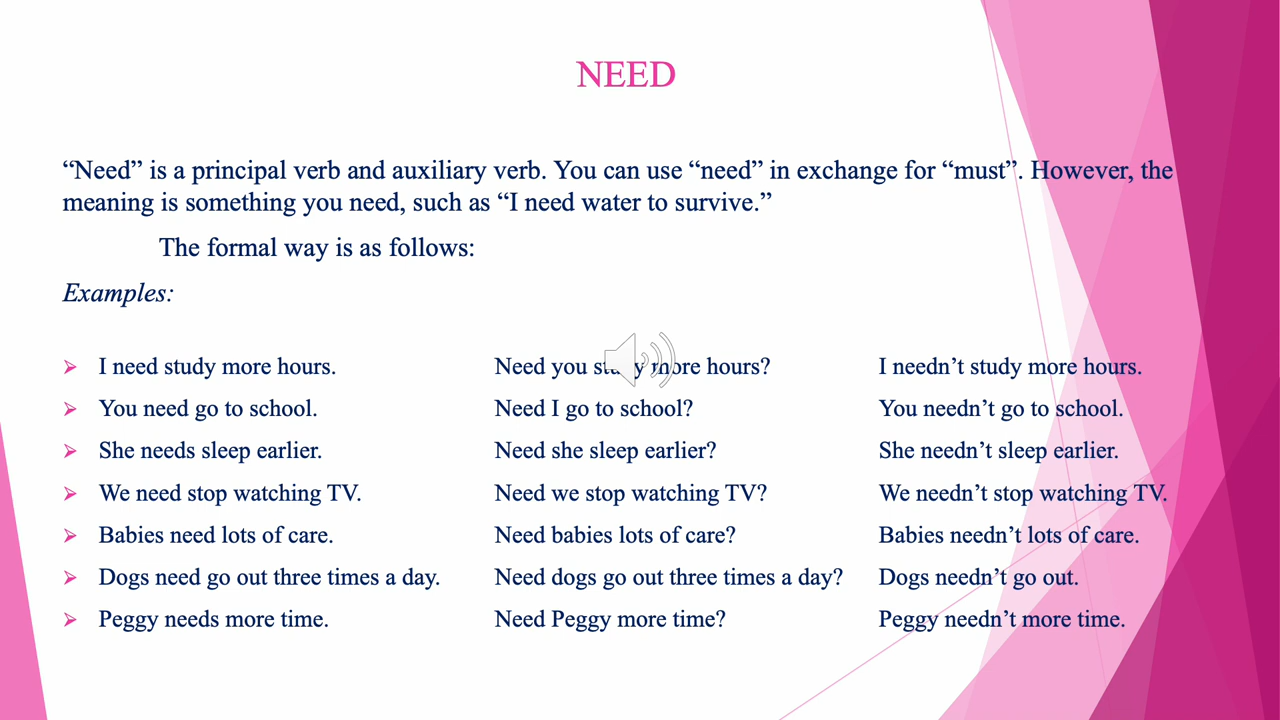 NEED
“Need” is a principal verb and auxiliary verb. You can use “need” in exchange for “must”. However, the
meaning is something you need, such as “I need water to survive.”
The formal way is as follows:
Examples:
I need study more hours. Need you study more hours? I needn’t study more hours.
You need go to school. Need I go to school? You needn’t go to school.
She needs sleep earlier. Need she sleep earlier? She needn’t sleep earlier.
We need stop watching TV. Need we stop watching TV? We needn’t stop watching TV.
Babies need lots of care. Need babies lots of care? Babies needn’t lots of care.
Dogs need go out three times a day. Need dogs go out three times a day? Dogs needn’t go out.
Peggy needs more time. Need Peggy more time? Peggy needn’t more time.